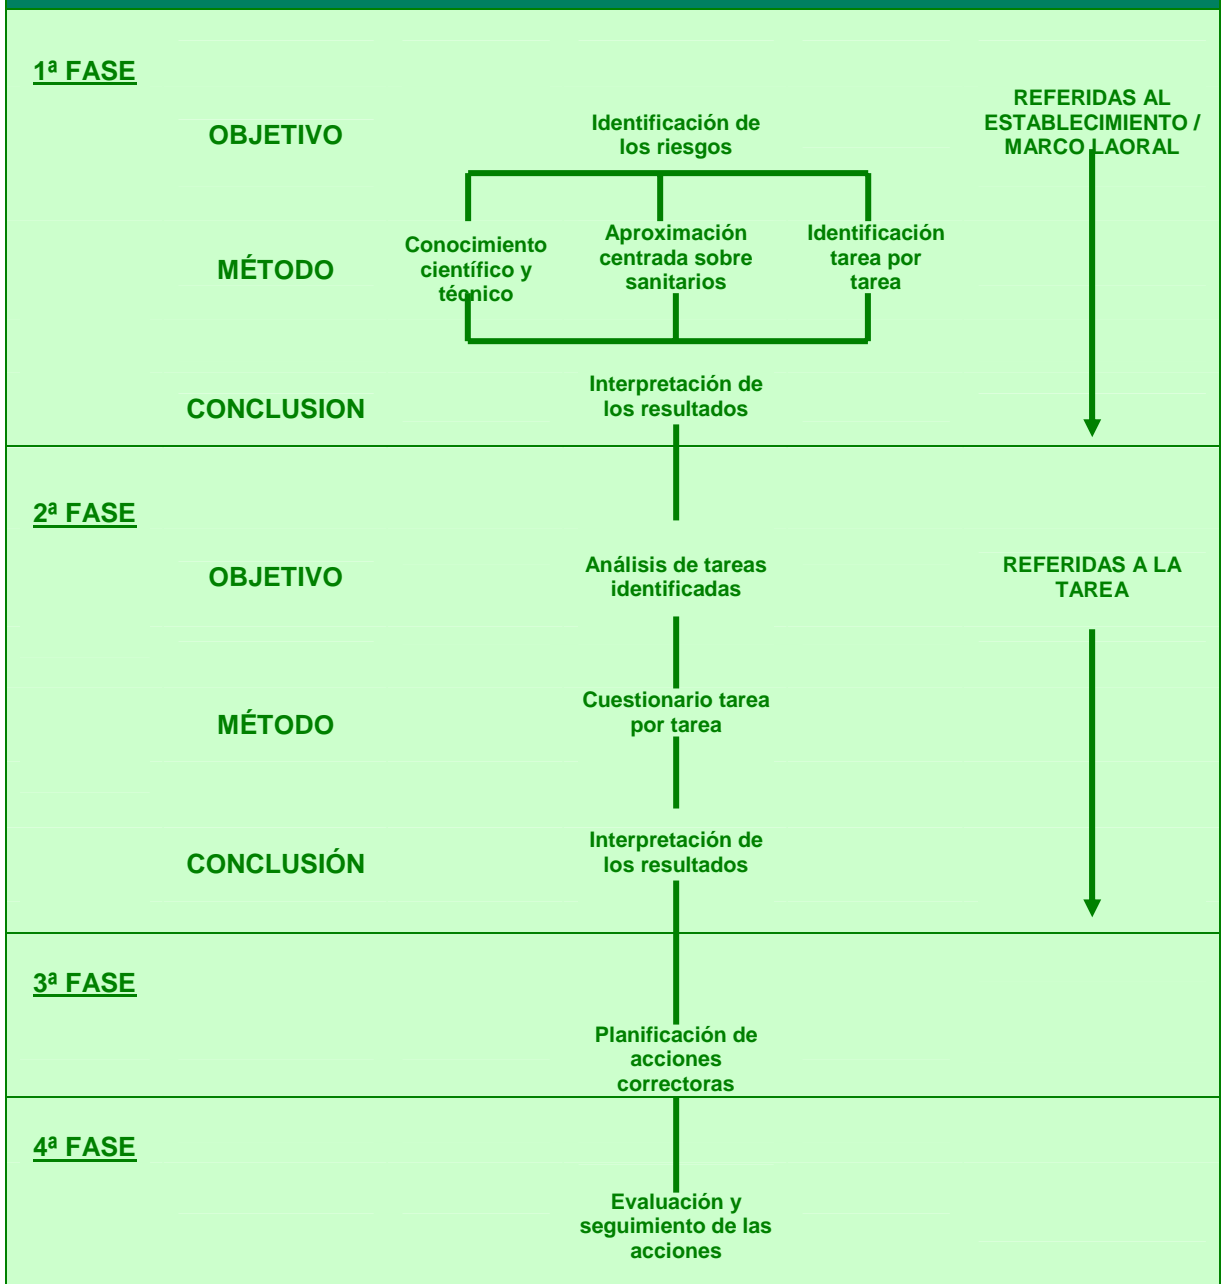 1ª FASE
REFERIDAS AL
ESTABLECIMIENTO /
MARCO LAORAL
OBJETIVO
Identificación de
los riesgos
MÉTODO
Conocimiento
científico y
técnico
Aproximación
centrada sobre
sanitarios
Identificación
tarea por
tarea
CONCLUSION
Interpretación de
los resultados
2ª FASE
OBJETIVO
Análisis de tareas
identificadas
REFERIDAS A LA
TAREA
MÉTODO
Cuestionario tarea
por tarea
CONCLUSIÓN
Interpretación de
los resultados
3ª FASE
Planificación de
acciones
correctoras
4ª FASE
Evaluación y
seguimiento de las
acciones